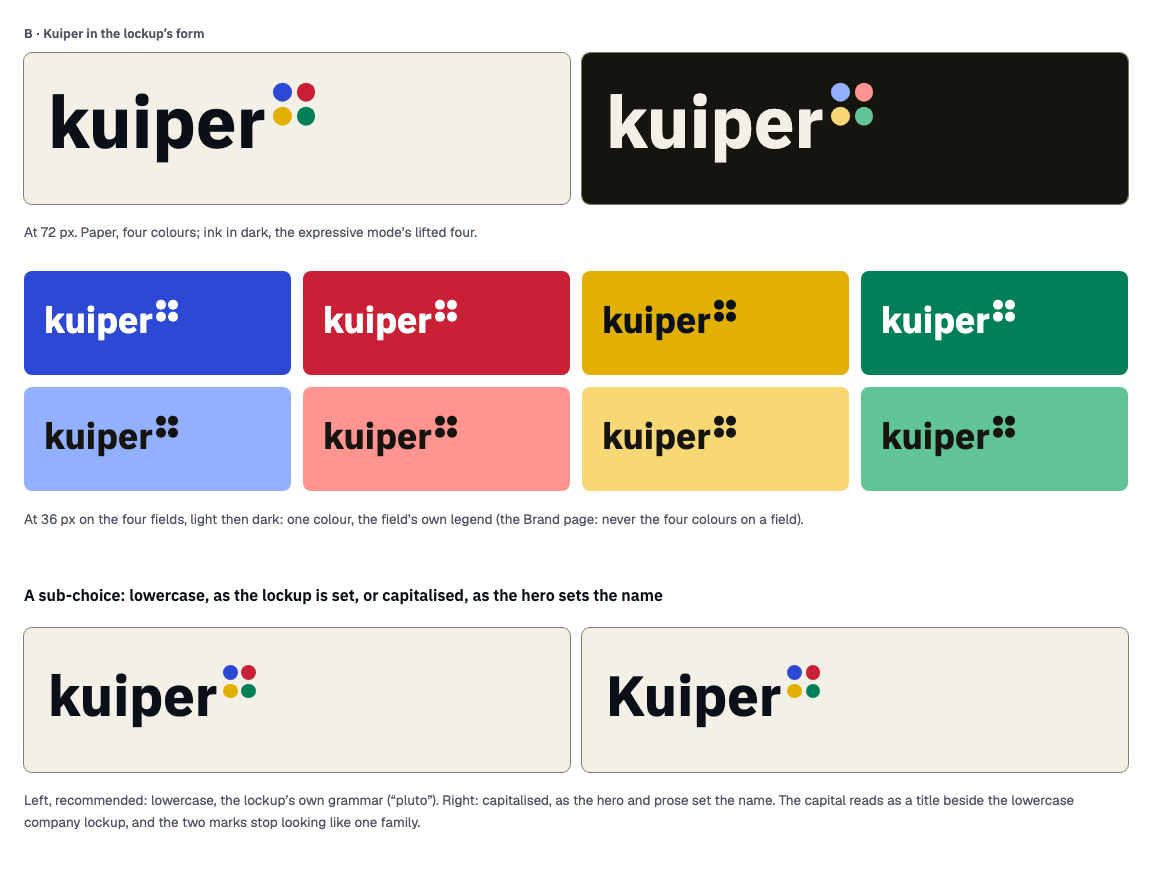 B · Kuiper in the lockup’s form
kuiper
kuiper
At 72 px. Paper, four colours; ink in dark, the expressive mode’s lifted four.
kuiper
kuiper
kuiper
kuiper
kuiper
kuiper
kuiper
kuiper
At 36 px on the four fields, light then dark: one colour, the field’s own legend (the Brand page: never the four colours on a field).
A sub-choice: lowercase, as the lockup is set, or capitalised, as the hero sets the name
kuiper
Kuiper
Left, recommended: lowercase, the lockup’s own grammar (“pluto”). Right: capitalised, as the hero and prose set the name. The capital reads as a title beside the lowercase
company lockup, and the two marks stop looking like one family.